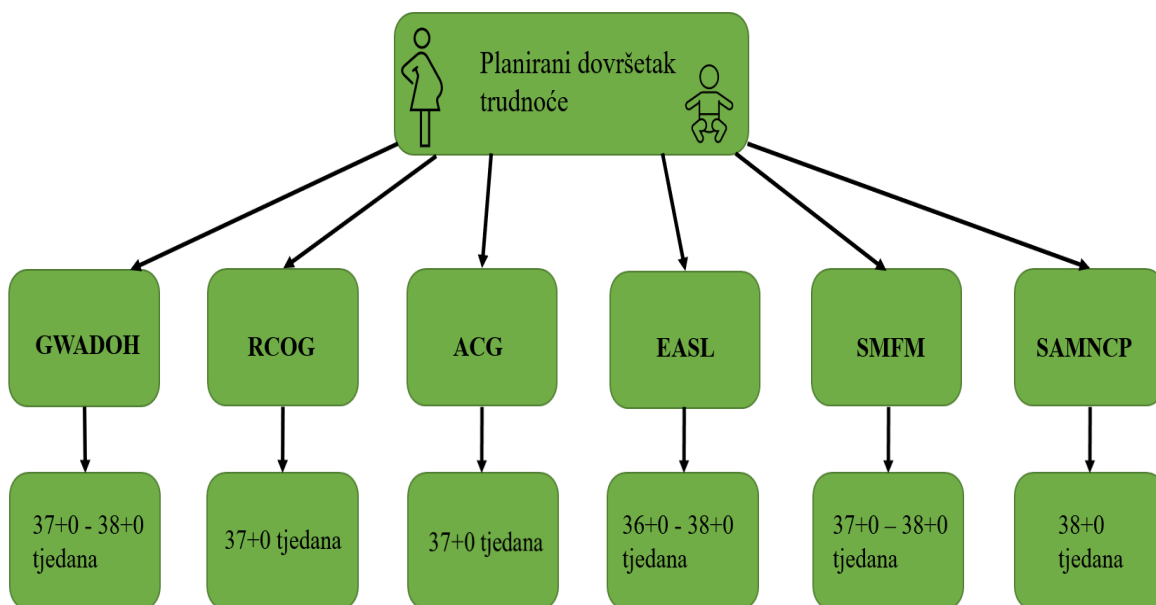 Planirani dovršetak
trudnoće
GWADOH
RCOG
ACG
EASL
SMFM
SAMNCP
37+0 - 38+0
tjedana
37+0 tjedana
37+0 tjedana
36+0 - 38+0
tjedana
37+0 – 38+0
tjedana
38+0
tjedana